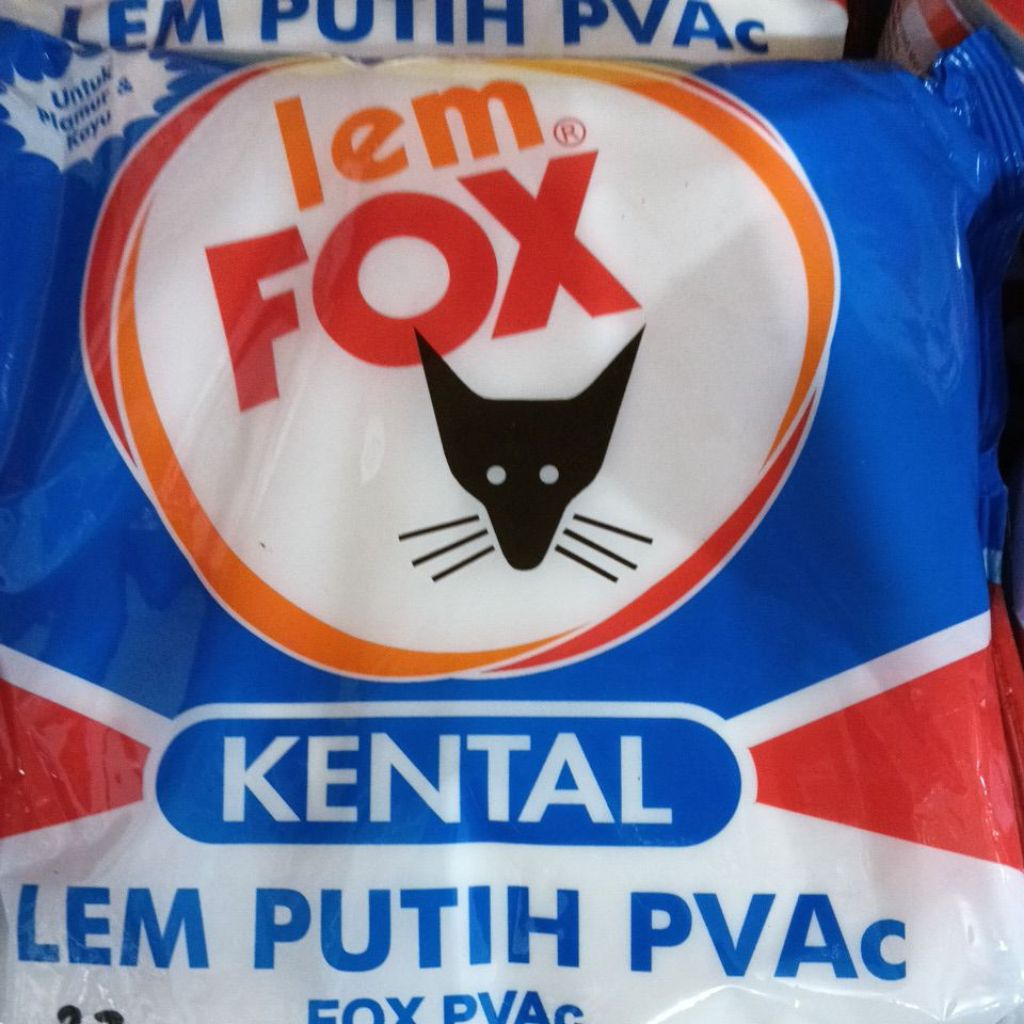 LEM PUTIH PVAc
Untuk
Plamur &
Kayu
lem ®
FOX
KENTAL
LEM PUTIH PVAc
FOX PVAc